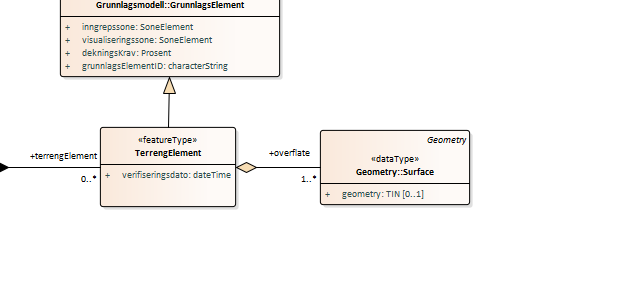 Grunnlagsmodell::GrunnlagsElement
+ inngrepssone: SoneElement
+ visualiseringssone: SoneElement
+ dekningsKrav: Prosent
+ grunnlagsElementID: characterString
«featureType»
TerrengElement
+ verifiseringsdato: dateTime
+terrengElement
0..*
+overflate
1..*
Geometry
«dataType»
Geometry::Surface
+ geometry: TIN [0..1]